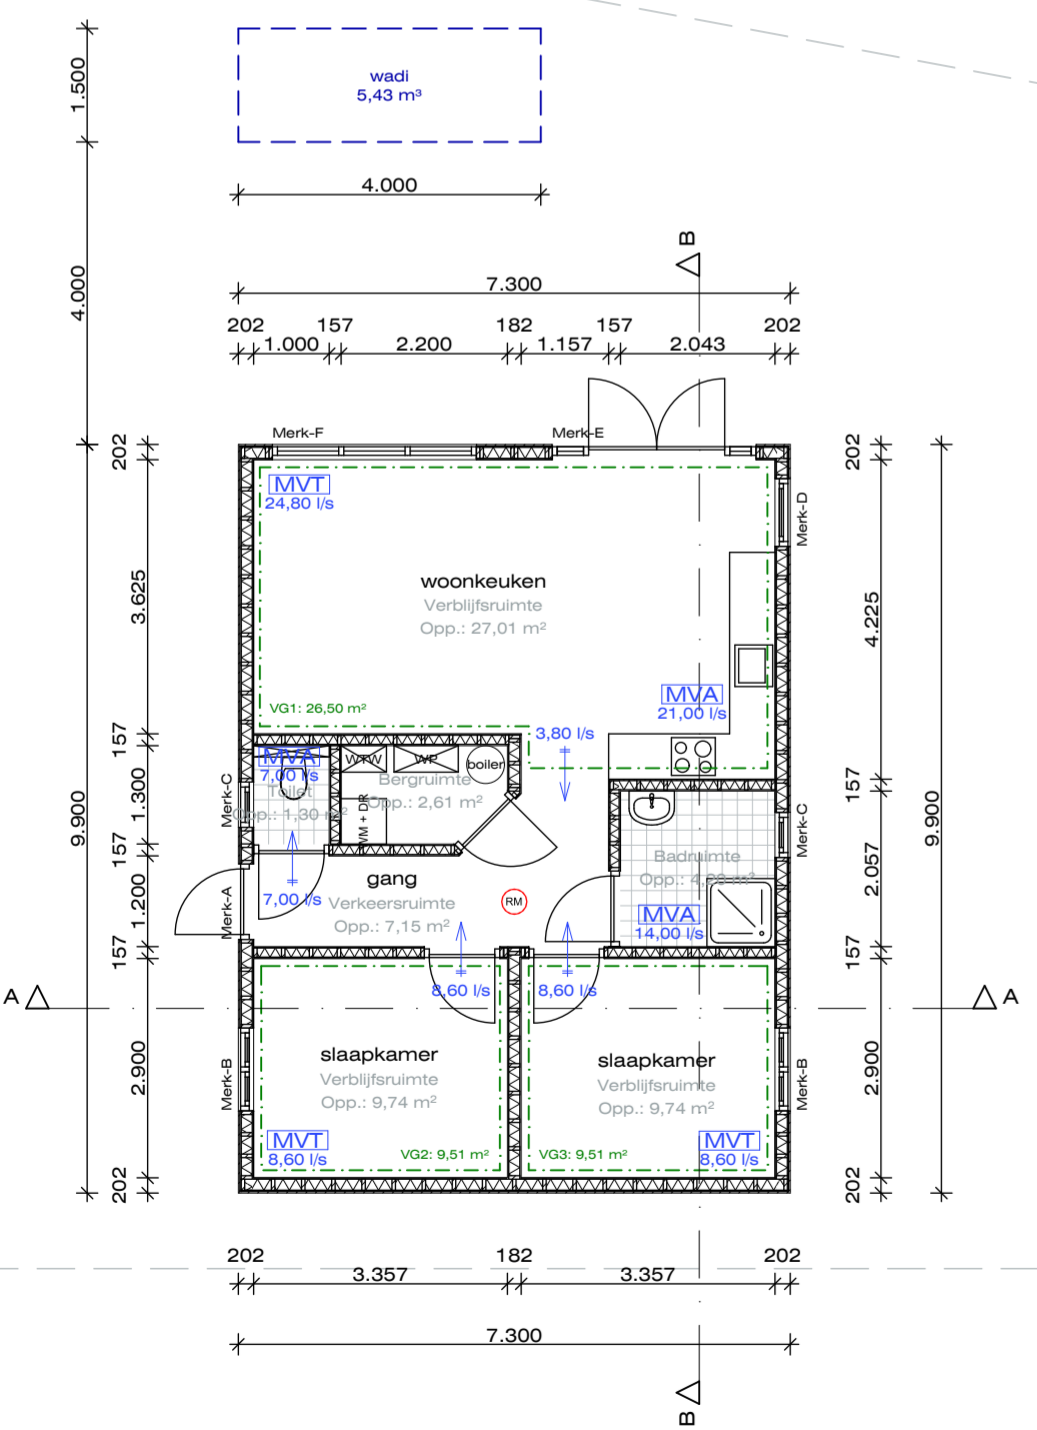 1.500
wadi
5,43 m³
4.000
4.000
B
7.300
202 157 182 157 202
1.000 2.200 1.157 2.043
Merk-F Merk-E
202
202
MVT
24,80 l/s
Merk-D
woonkeuken
Verblijfsruimte
Opp.: 27,01 m²
3.625
4.225
MVA
21,00 l/s
VG1: 26,50 m²
3,80 l/s
157
MVA
7,00 l/s
Toilet
Opp.: 1,30 m²
WTW
WP
boiler
Bergruimte
Opp.: 2,61 m²
WM + DR
Merk-C
1.300
157
Merk-C
9.900
9.900
157
Badruimte
2.057
gang
Verkeersruimte
Opp.: 7,15 m²
RM
7,00 l/s
Merk-A
1.200
MVA
14,00 l/s
157
157
8,60 l/s
8,60 l/s
A
A
slaapkamer
Verblijfsruimte
Opp.: 9,74 m²
slaapkamer
Verblijfsruimte
Opp.: 9,74 m²
2.900
Merk-B
Merk-B
2.900
MVT
8,60 l/s
VG2: 9,51 m²
VG3: 9,51 m²
MVT
8,60 l/s
202
202
202 182 202
3.357 3.357
7.300
B